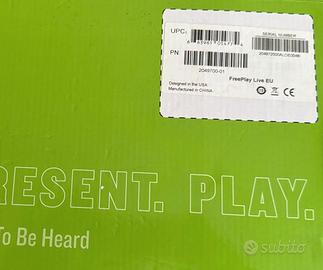 UPC:
SERIAL NUMBER
PN:
2049700-01
FreePlay Live EU
Designed in the USA
Manufactured in CHINA
RESENT. PLAY.
To Be Heard
subito